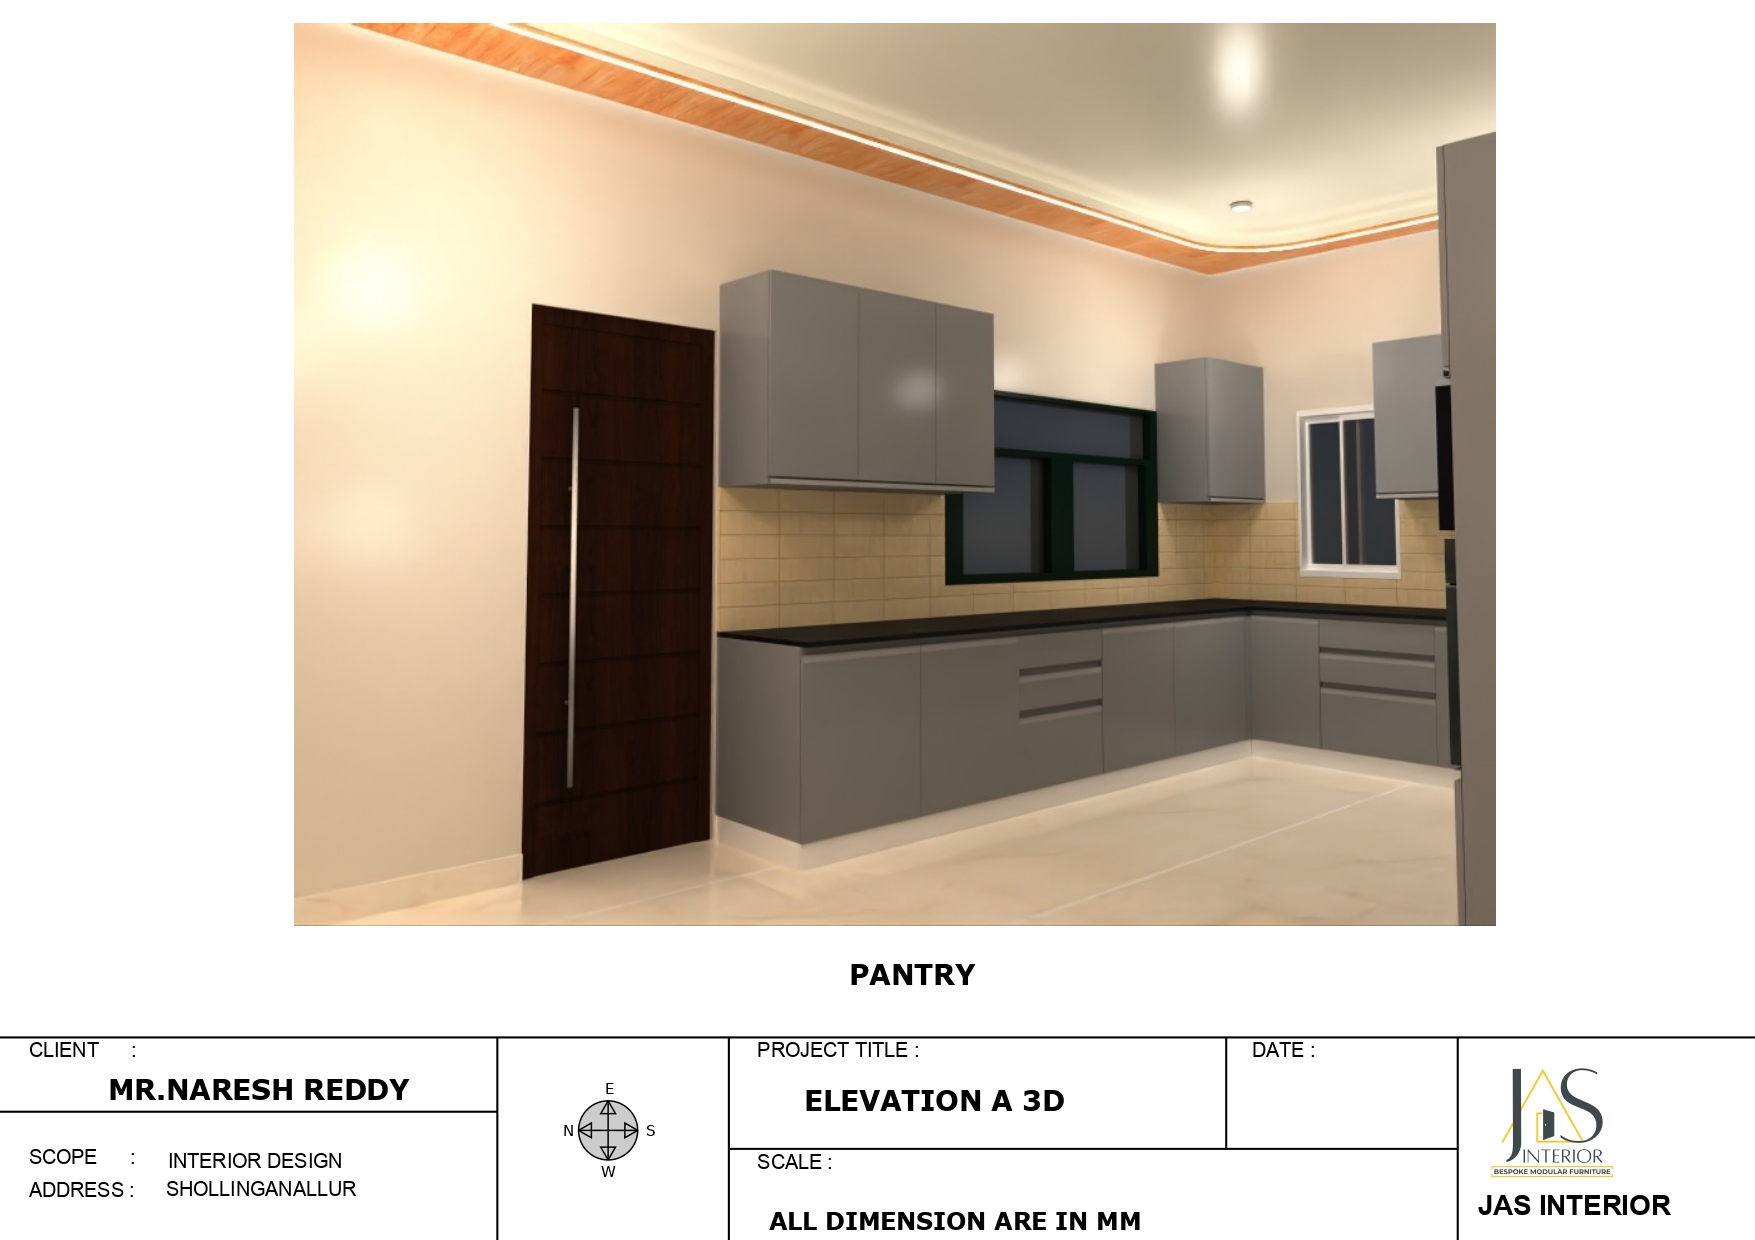 PANTRY
CLIENT :
MR.NARESH REDDY
SCOPE : INTERIOR DESIGN
ADDRESS : SHOLLINGANALLUR
E
N S
W
PROJECT TITLE :
ELEVATION A 3D
DATE :
SCALE :
ALL DIMENSION ARE IN MM
JAS
INTERIOR
BESPOKE MODULAR FURNITURE
JAS INTERIOR